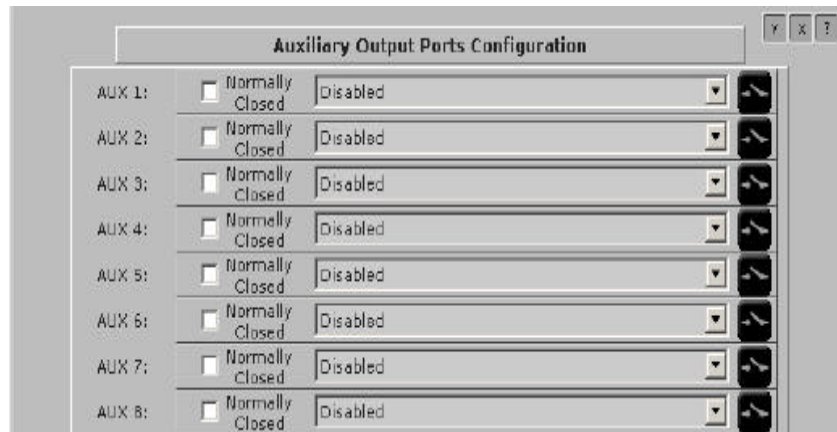 Y X ?
Auxiliary Output Ports Configuration
AUX 1: Normally Closed Disabled
AUX 2: Normally Closed Disabled
AUX 3: Normally Closed Disabled
AUX 4: Normally Closed Disabled
AUX 5: Normally Closed Disabled
AUX 6: Normally Closed Disabled
AUX 7: Normally Closed Disabled
AUX 8: Normally Closed Disabled